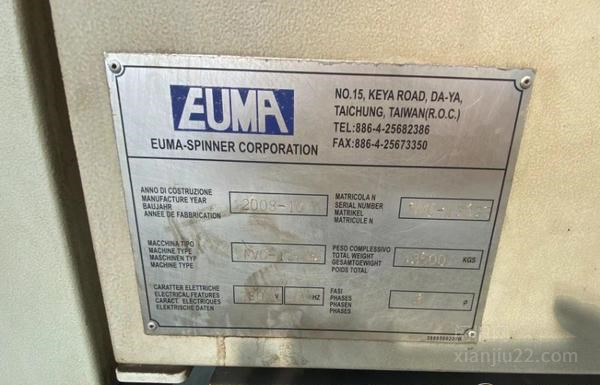 EUMA
EUMA-SPINNER CORPORATION
NO.15, KEYA ROAD, DA-YA,
TAICHUNG, TAIWAN(R.O.C.)
TEL:886-4-25682386
FAX:886-4-25673350
ANNO DI COSTRUZIONE
MANUFACTURE YEAR
BAUJAHR
ANNEE DE FABBRICATION
MATRICOLA N
SERIAL NUMBER
MATRIKEL
MATRICULE N
MACCHINA TIPO
MACHINE TYPE
MASCHINEN TYP
MACHINE TYPE
PESO COMPLESSIVO
TOTAL WEIGHT
GESAMTGEWIGHT
POIDS TOTAL
KGS
CARATTER ELETTRICHE
ELECTRICAL FEATURES
CARACT. ELECTRIQUES
ELEKTRISCHE DATEN
V
HZ
FASI
PHASES
PHASEN
PHASES
P
xianjiu22.com